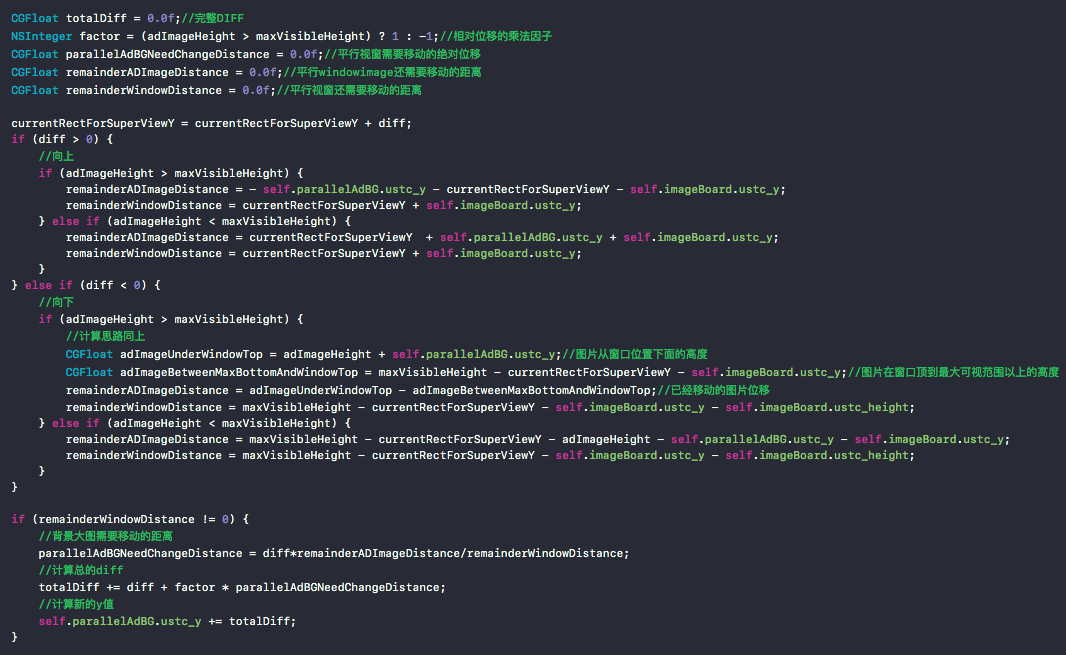 CGFloat totalDiff = 0.0f;//完整DIFF
NSInteger factor = (adImageHeight > maxVisibleHeight) ? 1 : -1;//相对位移的乘法因子
CGFloat parallelAdBGNeedChangeDistance = 0.0f;//平行视窗需要移动的绝对位移
CGFloat remainderADImageDistance = 0.0f;//平行windowimage还需要移动的距离
CGFloat remainderWindowDistance = 0.0f;//平行视窗还需要移动的距离

currentRectForSuperViewY = currentRectForSuperViewY + diff;
if (diff > 0) {
    //向上
    if (adImageHeight > maxVisibleHeight) {
        remainderADImageDistance = - self.parallelAdBG.ustc_y - currentRectForSuperViewY - self.imageBoard.ustc_y;
        remainderWindowDistance = currentRectForSuperViewY + self.imageBoard.ustc_y;
    } else if (adImageHeight < maxVisibleHeight) {
        remainderADImageDistance = currentRectForSuperViewY  + self.parallelAdBG.ustc_y + self.imageBoard.ustc_y;
        remainderWindowDistance = currentRectForSuperViewY + self.imageBoard.ustc_y;
    }
} else if (diff < 0) {
    //向下
    if (adImageHeight > maxVisibleHeight) {
        //计算思路同上
        CGFloat adImageUnderWindowTop = adImageHeight + self.parallelAdBG.ustc_y;//图片从窗口位置下面的高度
        CGFloat adImageBetweenMaxBottomAndWindowTop = maxVisibleHeight - currentRectForSuperViewY - self.imageBoard.ustc_y;//图片在窗口顶到最大可视范围以上的高度
        remainderADImageDistance = adImageUnderWindowTop - adImageBetweenMaxBottomAndWindowTop;//已经移动的图片位移
        remainderWindowDistance = maxVisibleHeight - currentRectForSuperViewY - self.imageBoard.ustc_y - self.imageBoard.ustc_height;
    } else if (adImageHeight < maxVisibleHeight) {
        remainderADImageDistance = maxVisibleHeight - currentRectForSuperViewY - adImageHeight - self.parallelAdBG.ustc_y - self.imageBoard.ustc_y;
        remainderWindowDistance = maxVisibleHeight - currentRectForSuperViewY - self.imageBoard.ustc_y - self.imageBoard.ustc_height;
    }
}

if (remainderWindowDistance != 0) {
    //背景大图需要移动的距离
    parallelAdBGNeedChangeDistance = diff*remainderADImageDistance/remainderWindowDistance;
    //计算总的diff
    totalDiff += diff + factor * parallelAdBGNeedChangeDistance;
    //计算新的y值
    self.parallelAdBG.ustc_y += totalDiff;
}